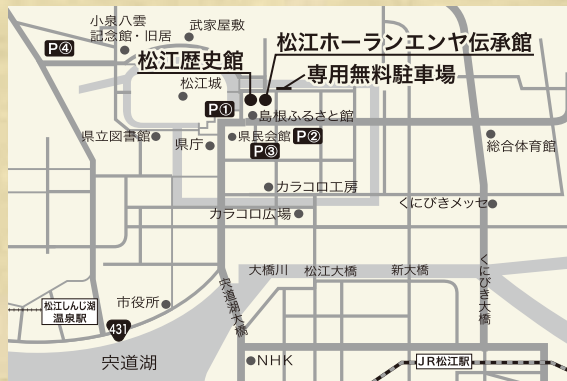 小泉八雲
記念館・旧居
武家屋敷
P④
松江歴史館
松江ホーランエンヤ伝承館
専用無料駐車場
松江城
P①
島根ふるさと館
県立図書館
県庁
県民会館
P②
P③
総合体育館
カラコロ工房
カラコロ広場
くにびきメッセ
大橋川
松江大橋
新大橋
くにびき大橋
宍道湖大橋
松江しんじ湖
温泉駅
市役所
431
宍道湖
NHK
JR松江駅